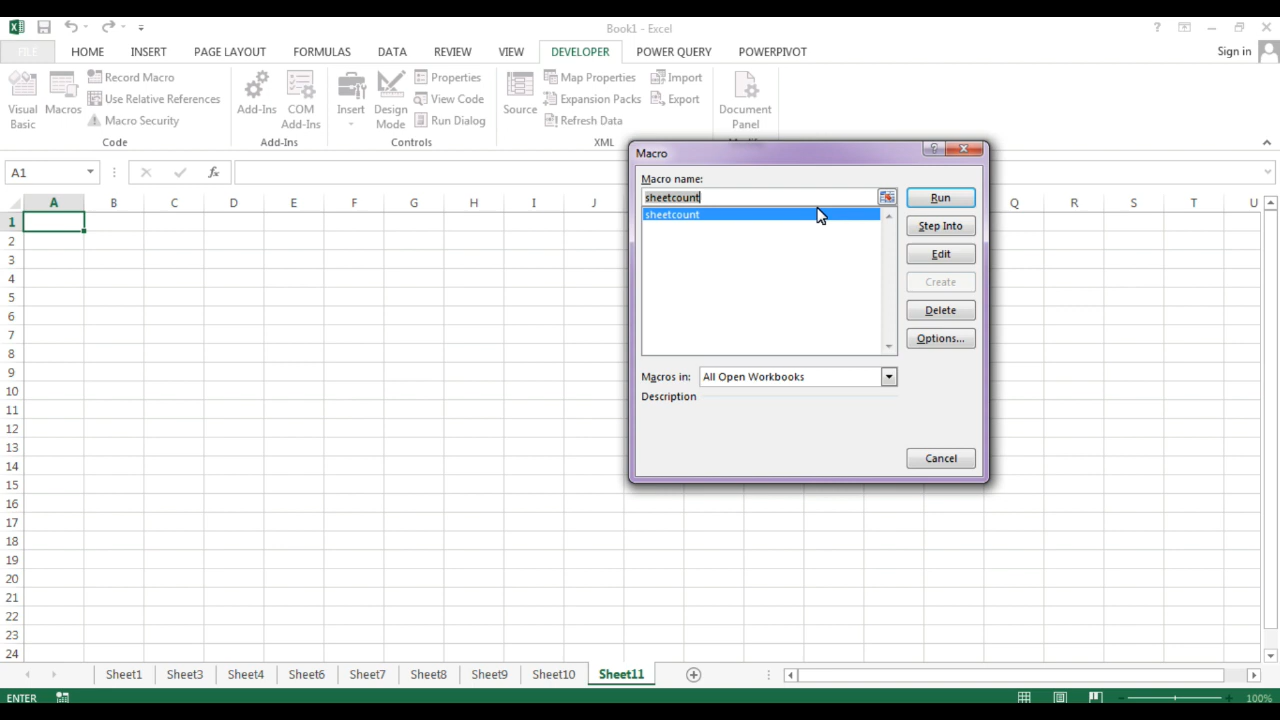 Book1 - Excel
?
FILE HOME INSERT PAGE LAYOUT FORMULAS DATA REVIEW VIEW DEVELOPER POWER QUERY POWERPIVOT Sign in
Visual Basic
Macros
Record Macro
Use Relative References
Macro Security
Code
Add-Ins
COM Add-Ins
Add-Ins
Insert
Design Mode
Properties
View Code
Run Dialog
Controls
Source
Map Properties
Expansion Packs
Refresh Data
Import
Export
XML
Document Panel
A1
fx
A B C D E F G H I J Q R S T U
1
2
3
4
5
6
7
8
9
10
11
12
13
14
15
16
17
18
19
20
21
22
23
24
Macro
?
Macro name:
sheetcount
sheetcount
Run
Step Into
Edit
Create
Delete
Options...
Macros in: All Open Workbooks
Description
Cancel
Sheet1 Sheet3 Sheet4 Sheet6 Sheet7 Sheet8 Sheet9 Sheet10 Sheet11
ENTER
100%